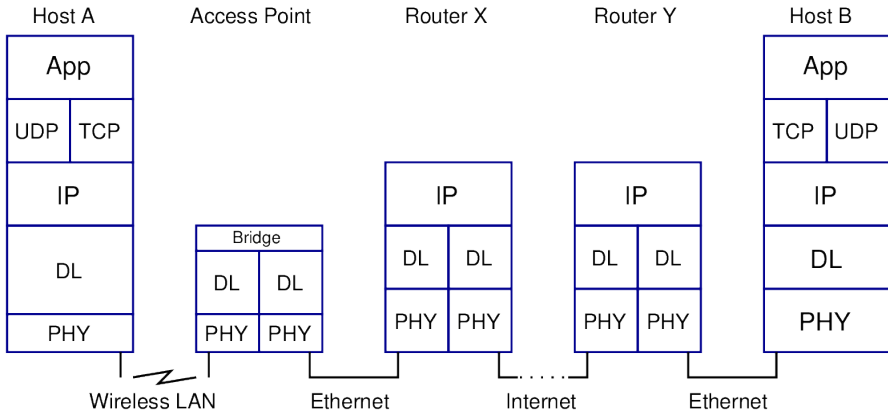 Host A Access Point Router X Router Y Host B
App App
UDP TCP TCP UDP
IP IP IP IP
Bridge
DL DL DL DL DL DL DL DL
PHY PHY PHY PHY PHY PHY PHY PHY
Wireless LAN Ethernet Internet Ethernet